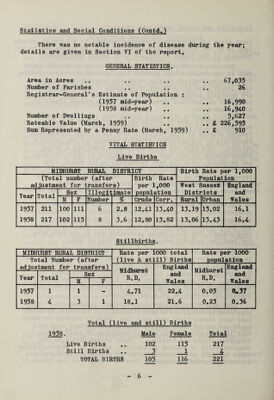 Statistics and Social Conditions (Contd.)
There was no notable incidence of disease during the year;
details are given in Section VI of the report.
GENERAL STATISTICS.
Area in Acres .. .. .. .. .. 67,035
Number of Parishes .. .. .. .. 26
Registrar-General's Estimate of Population :
(1957 mid-year) .. .. 16,990
(1958 mid-year) .. .. 16,940
Number of Dwellings .. .. .. .. 5,627
Rateable Value (March, 1959) .. .. .. £ 226,593
Sum Represented by a Penny Rate (March, 1959) .. £ 910
VITAL STATISTICS
Live Births
MIDHURST RURAL DISTRICT Birth Rate per 1,000
(Total number (after Birth Rate Population
adjustment for transfers) per 1,000 West Sussex England
Year Total Sex Illegitimate population Districts and
M F Number % Crude Corr. Rural Urban Wales
1957 211 100 111 6 2.8 12.41 13.40 13.19 15.02 16.1
1958 217 102 115 8 3.6 12.80 13.82 13.06 15.43 16.4
Stillbirths.
MIDHURST RURAL DISTRICT Rate per 1000 total Rate per 1000
Total Number (after (live & still) Births population
adjustment for transfers) Midhurst England Midhurst England
Year Total Sex R.D. and R.D. and
M F Wales Wales
1957 1 1 - 4.71 22.4 0.05 0.37
1958 4 3 1 18.1 21.6 0.23 0.36
Total (live and still) Births
1958. Male Female Total
Live Births .. 102 115 217
Still Births .. 3 1 4
TOTAL BIRTHS 105 116 221
- 6 -